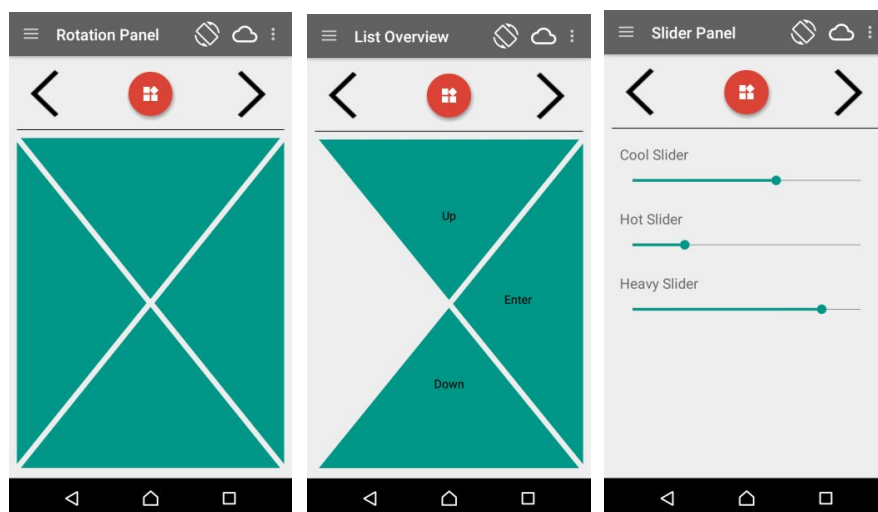 Rotation Panel
List Overview
Up
Enter
Down
Slider Panel
Cool Slider
Hot Slider
Heavy Slider